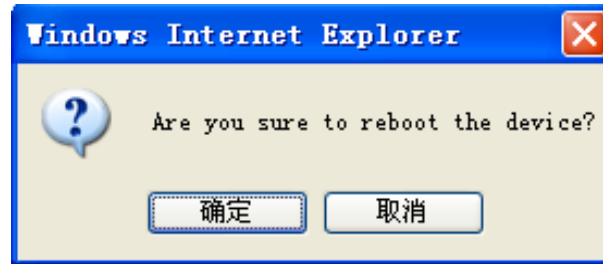 Windows Internet Explorer
Are you sure to reboot the device?
确定 取消